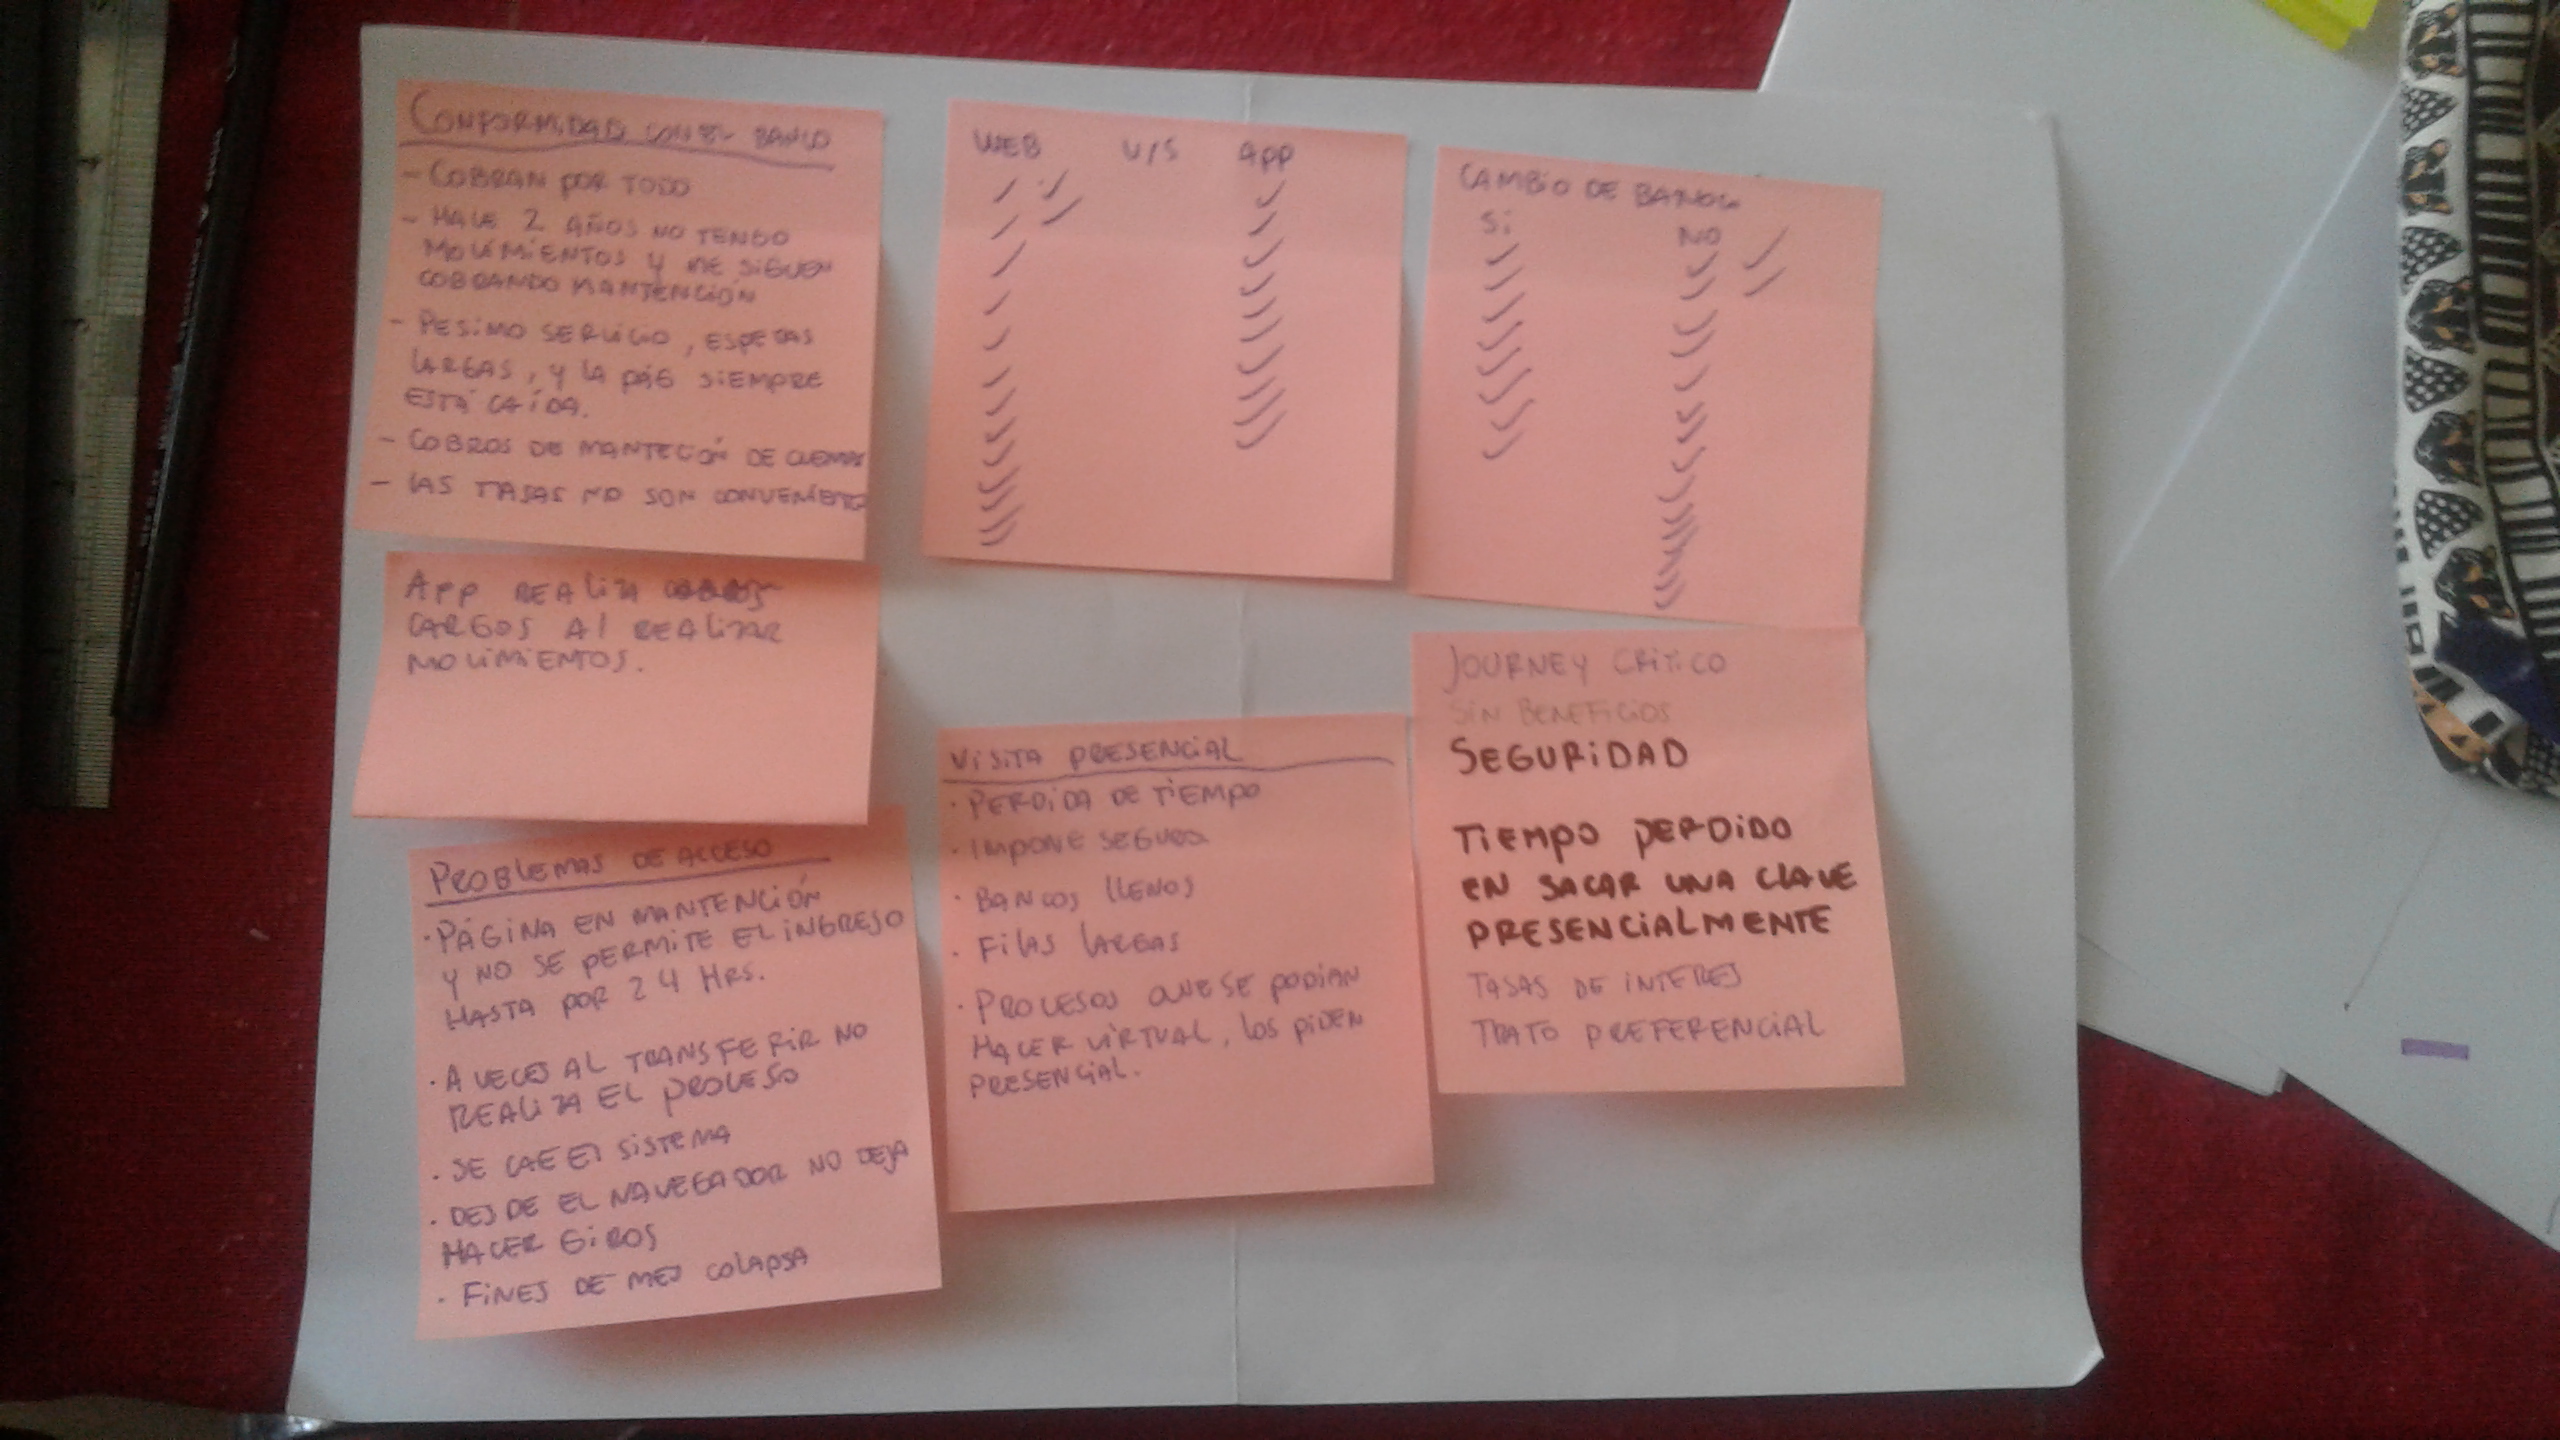 CONFORMIDAD CON EL BANCO
- COBRAN POR TODO
- HACE 2 AÑOS NO TENGO
MOVIMIENTOS Y ME SIGUEN
COBRANDO MANTENCIÓN
- PESIMO SERVICIO, ESPERAS
LARGAS, Y LA PÁG SIEMPRE
ESTÁ CAÍDA.
- COBROS DE MANTECIÓN DE CUENTAS
- LAS TASAS NO SON CONVENIENTES
APP REALIZA
CARGOS AL REALIZAR
MOVIMIENTOS.
PROBLEMAS DE ACCESO
· PÁGINA EN MANTENCIÓN
Y NO SE PERMITE EL INGRESO
HASTA POR 24 HRS.
· A VECES AL TRANSFERIR NO
REALIZA EL PROCESO
· SE CAE EL SISTEMA
· DESDE EL NAVEGADOR NO DEJA
HACER GIROS
· FINES DE MES COLAPSA
WEB V/S APP
VISITA PRESENCIAL
· PERDIDA DE TIEMPO
· IMPONE SEGUROS
· BANCOS LLENOS
· FILAS LARGAS
· PROCESOS QUE SE PODIAN
HACER VIRTUAL, LOS PIDEN
PRESENCIAL.
CAMBIO DE BANCO
Si NO
JOURNEY CRITICO
SIN BENEFICIOS
SEGURIDAD
TIEMPO PERDIDO
EN SACAR UNA CLAVE
PRESENCIALMENTE
TASAS DE INTERES
TRATO PREFERENCIAL